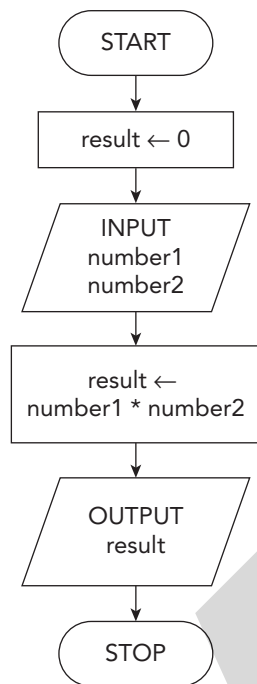 START
result ← 0
INPUT
number1
number2
result ←
number1 * number2
OUTPUT
result
STOP